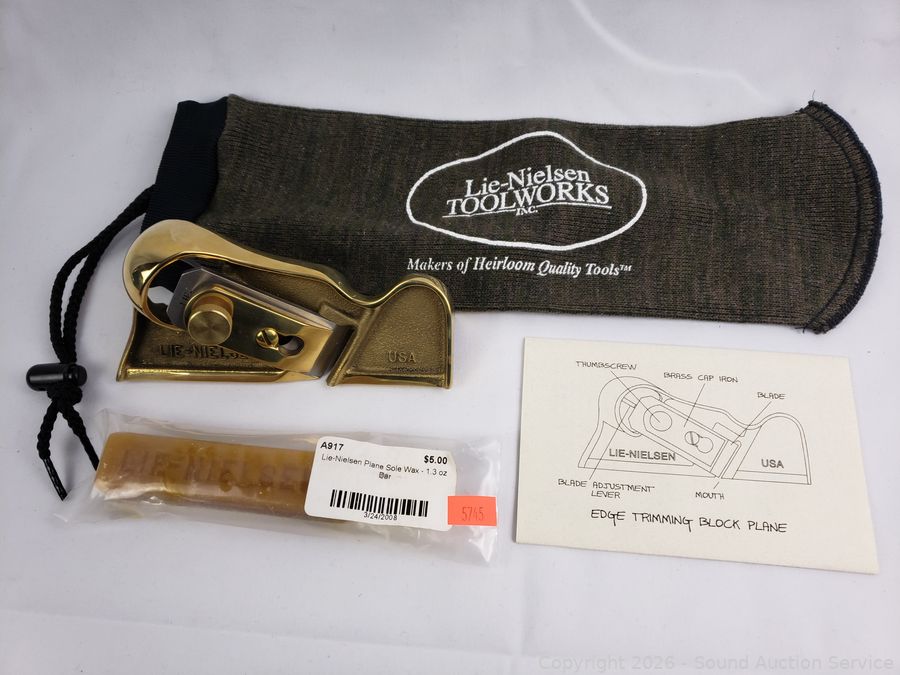 Lie-Nielsen
TOOLWORKS
INC.
Makers of Heirloom Quality Tools™
LIE-NIELSEN
USA
THUMBSCREW
BRASS CAP IRON
BLADE
LIE-NIELSEN
USA
BLADE ADJUSTMENT
LEVER
MOUTH
EDGE TRIMMING BLOCK PLANE
LIE-NIELSEN
A917
$5.00
Lie-Nielsen Plane Sole Wax - 1.3 oz
Bar
3/24/2008
5745
Copyright 2026 - Sound Auction Service